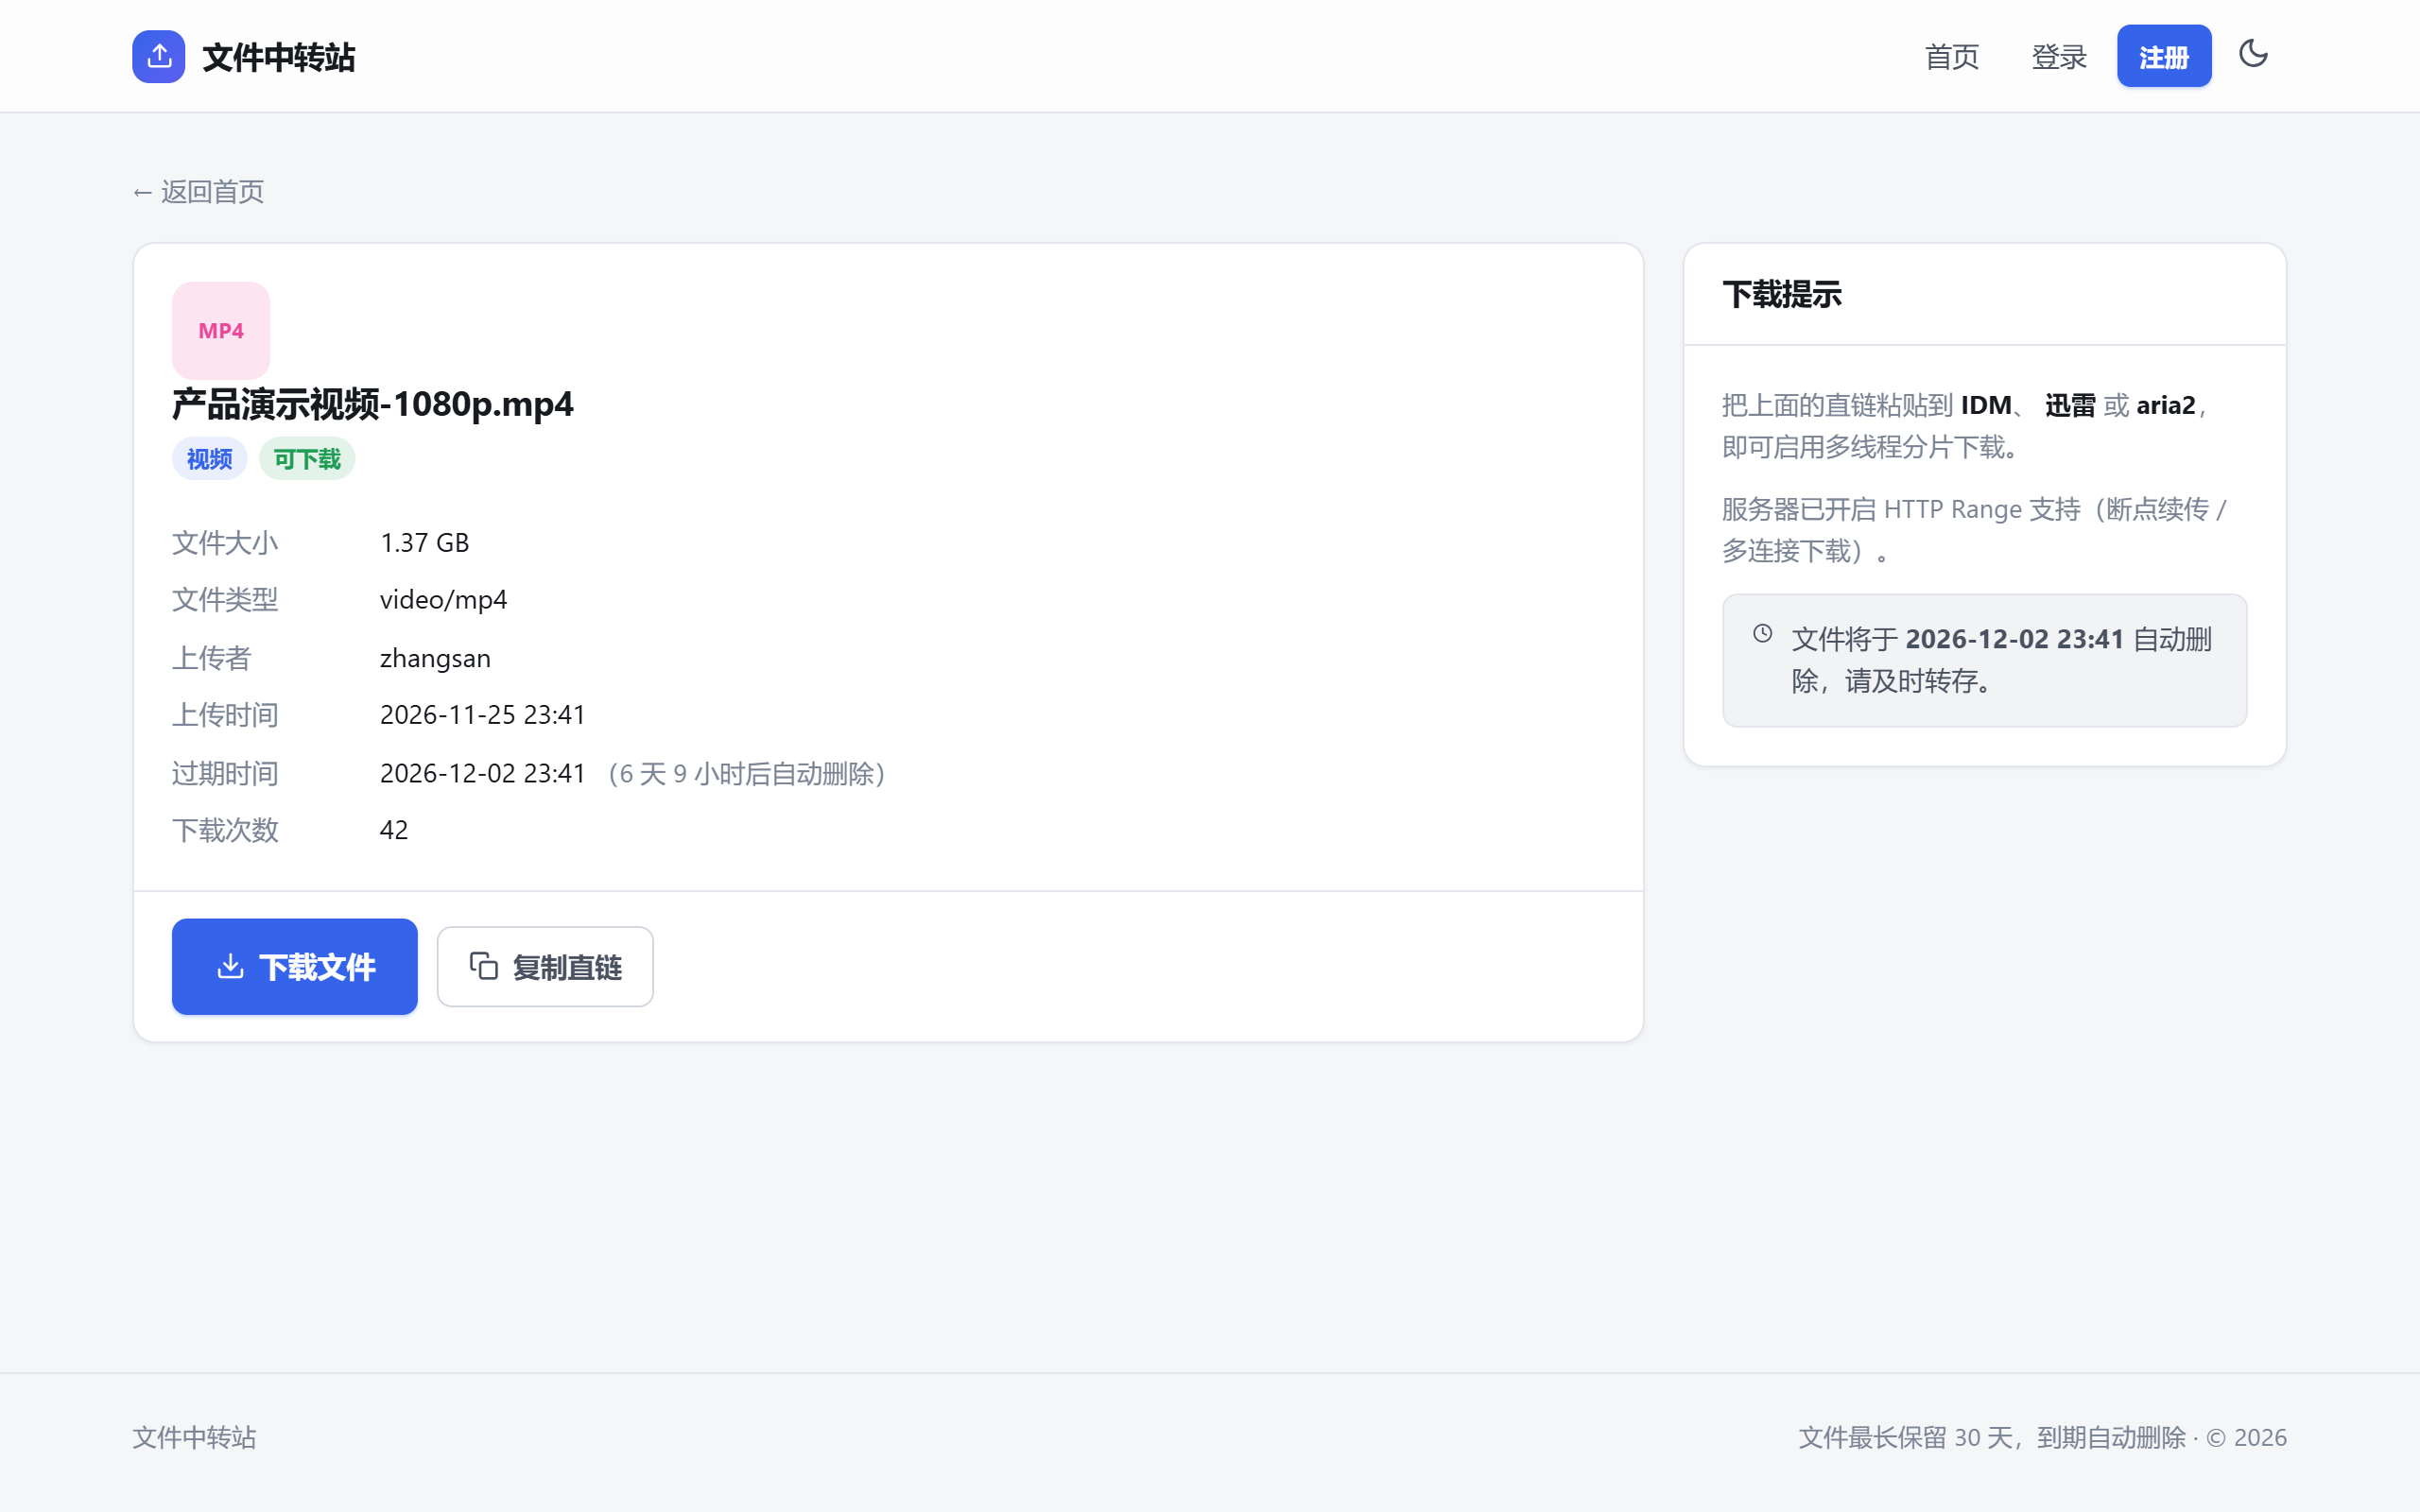 文件中转站
首页
登录
注册
← 返回首页
MP4
产品演示视频-1080p.mp4
视频
可下载
文件大小 1.37 GB
文件类型 video/mp4
上传者 zhangsan
上传时间 2026-11-25 23:41
过期时间 2026-12-02 23:41 （6 天 9 小时后自动删除）
下载次数 42
下载文件
复制直链
下载提示
把上面的直链粘贴到 IDM、 迅雷 或 aria2，
即可启用多线程分片下载。
服务器已开启 HTTP Range 支持（断点续传 /
多连接下载）。
文件将于 2026-12-02 23:41 自动删
除，请及时转存。
文件中转站
文件最长保留 30 天，到期自动删除 · © 2026